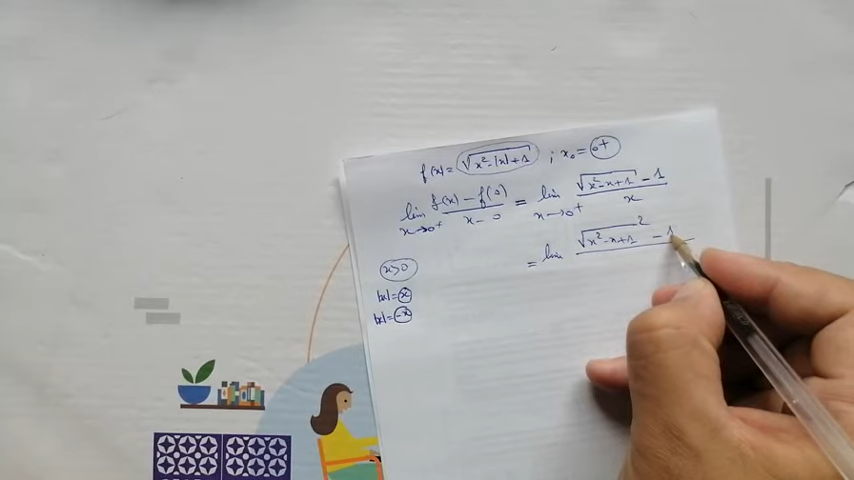 f(x) = √(x² - |x| + 1) ; x₀ = 0⁺
lim x→0⁺ (f(x) - f(0))/(x - 0) = lim x→0⁺ (√(x² - x + 1) - 1)/x
= lim √(x² - x + 1)² - 1
x>0
|x| = x
|x| = -x